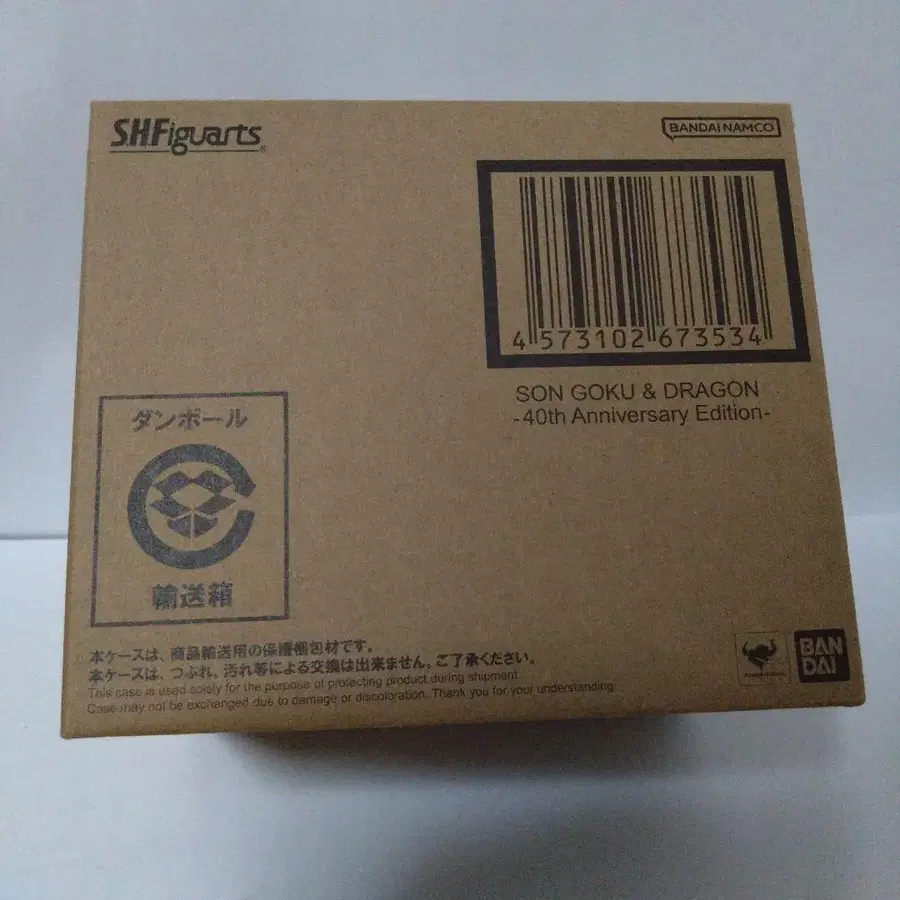 S.H.Figuarts
BANDAI NAMCO
4 573102 673534
SON GOKU & DRAGON
-40th Anniversary Edition-
ダンボール
輸送箱
本ケースは、商品輸送用の保護梱包材です。
本ケースは、つぶれ、汚れ等による交換は出来ません。ご了承ください。
This case is used solely for the purpose of protecting product during shipment.
Case may not be exchanged due to damage or discoloration. Thank you for your understanding.
BAN
DAI